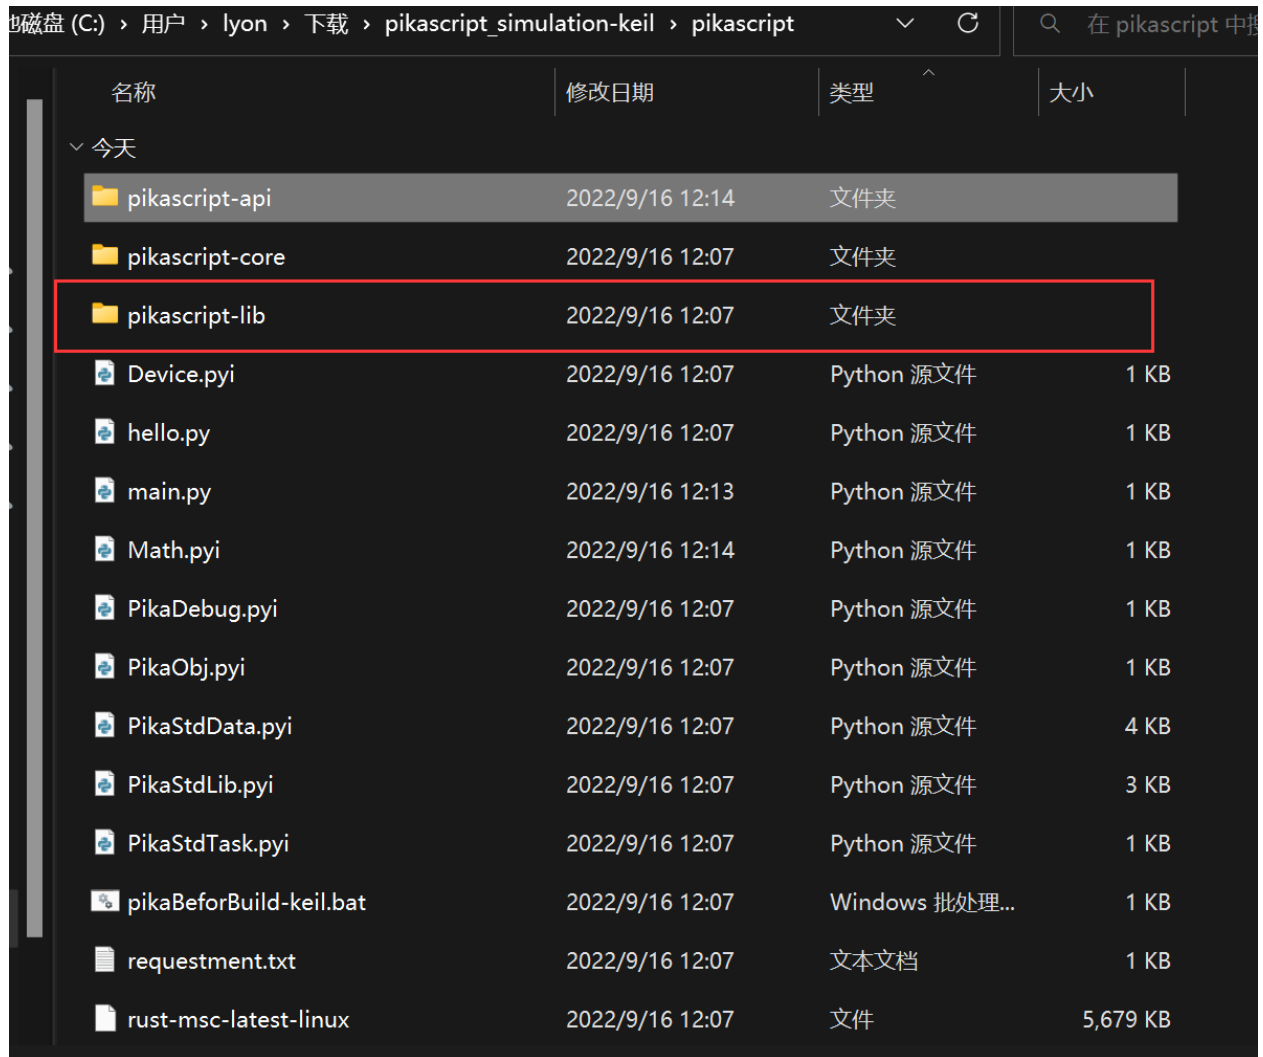 磁盘 (C:) › 用户 › lyon › 下载 › pikascript_simulation-keil › pikascript 在 pikascript 中
名称 修改日期 类型 大小
今天
pikascript-api 2022/9/16 12:14 文件夹
pikascript-core 2022/9/16 12:07 文件夹
pikascript-lib 2022/9/16 12:07 文件夹
Device.pyi 2022/9/16 12:07 Python 源文件 1 KB
hello.py 2022/9/16 12:07 Python 源文件 1 KB
main.py 2022/9/16 12:13 Python 源文件 1 KB
Math.pyi 2022/9/16 12:14 Python 源文件 1 KB
PikaDebug.pyi 2022/9/16 12:07 Python 源文件 1 KB
PikaObj.pyi 2022/9/16 12:07 Python 源文件 1 KB
PikaStdData.pyi 2022/9/16 12:07 Python 源文件 4 KB
PikaStdLib.pyi 2022/9/16 12:07 Python 源文件 3 KB
PikaStdTask.pyi 2022/9/16 12:07 Python 源文件 1 KB
pikaBeforBuild-keil.bat 2022/9/16 12:07 Windows 批处理... 1 KB
requestment.txt 2022/9/16 12:07 文本文档 1 KB
rust-msc-latest-linux 2022/9/16 12:07 文件 5,679 KB